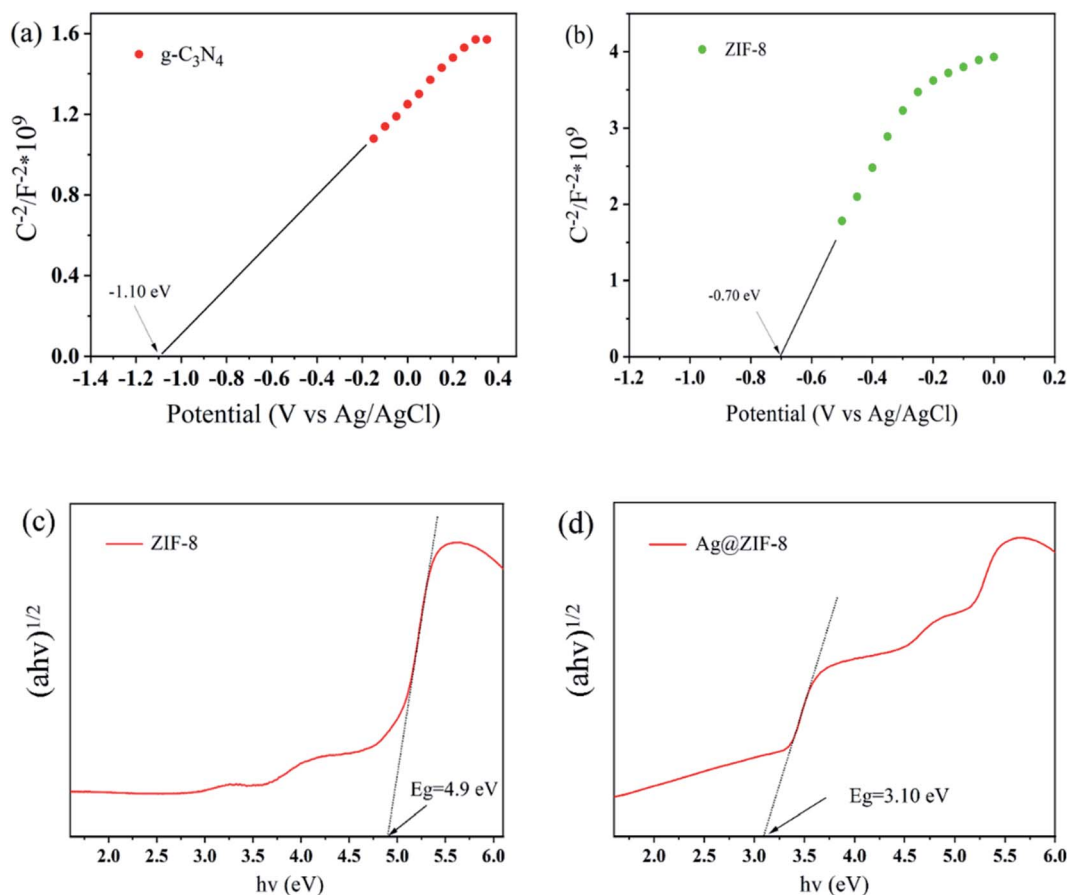 (a)
g-C₃N₄
C⁻²/F⁻²*10⁹
1.6
1.2
0.8
0.4
0.0
-1.10 eV
-1.4 -1.2 -1.0 -0.8 -0.6 -0.4 -0.2 0.0 0.2 0.4
Potential (V vs Ag/AgCl)
(b)
ZIF-8
C⁻²/F⁻²*10⁹
4
3
2
1
0
-0.70 eV
-1.2 -1.0 -0.8 -0.6 -0.4 -0.2 0.0 0.2
Potential (V vs Ag/AgCl)
(c)
ZIF-8
(ahv)¹/²
Eg=4.9 eV
2.0 2.5 3.0 3.5 4.0 4.5 5.0 5.5 6.0
hv (eV)
(d)
Ag@ZIF-8
(ahv)¹/²
Eg=3.10 eV
2.0 2.5 3.0 3.5 4.0 4.5 5.0 5.5 6.0
hv (eV)